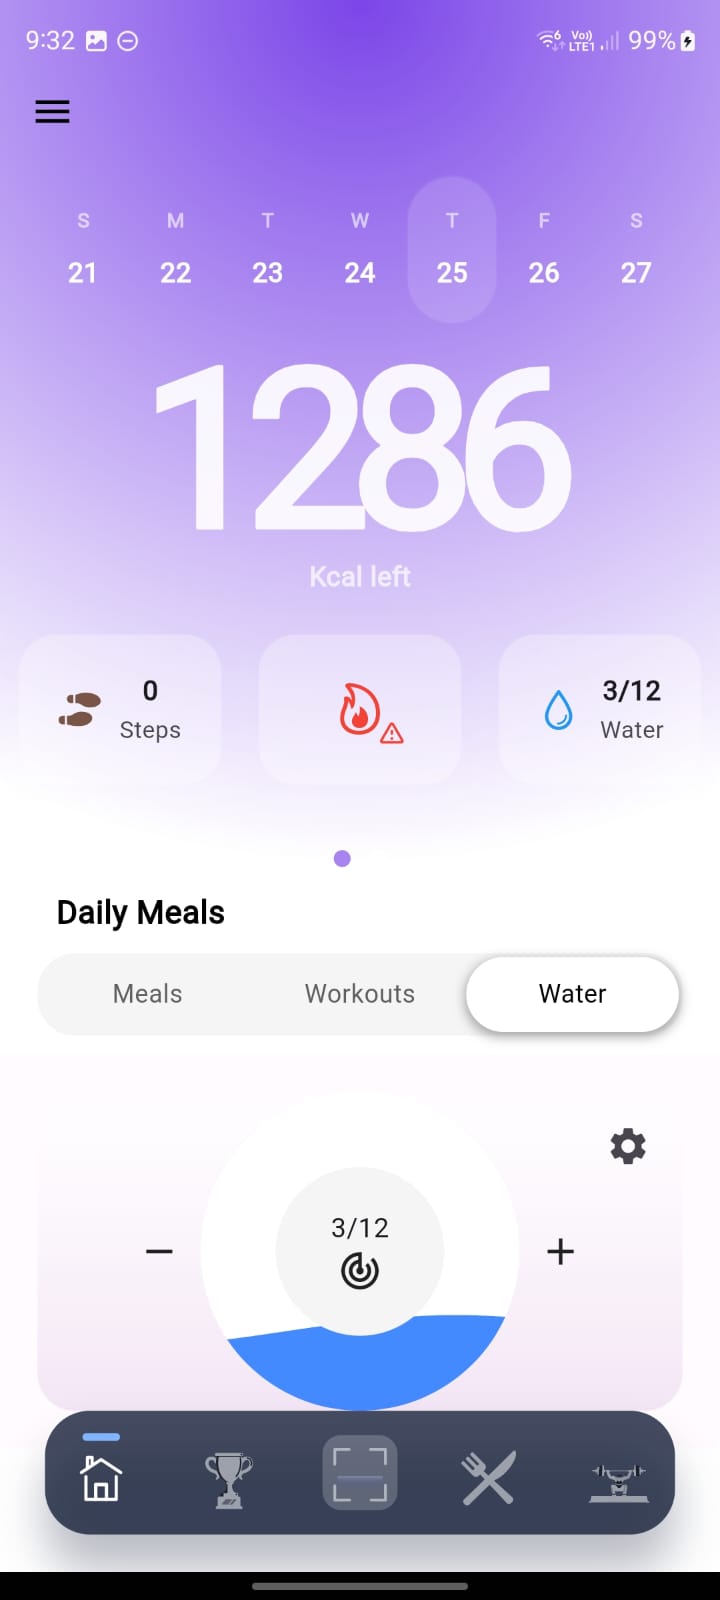 9:32 6 Vo)) LTE1 99%
S M T W T F S
21 22 23 24 25 26 27
1286
Kcal left
0 3/12
Steps Water
Daily Meals
Meals Workouts Water
3/12
− +